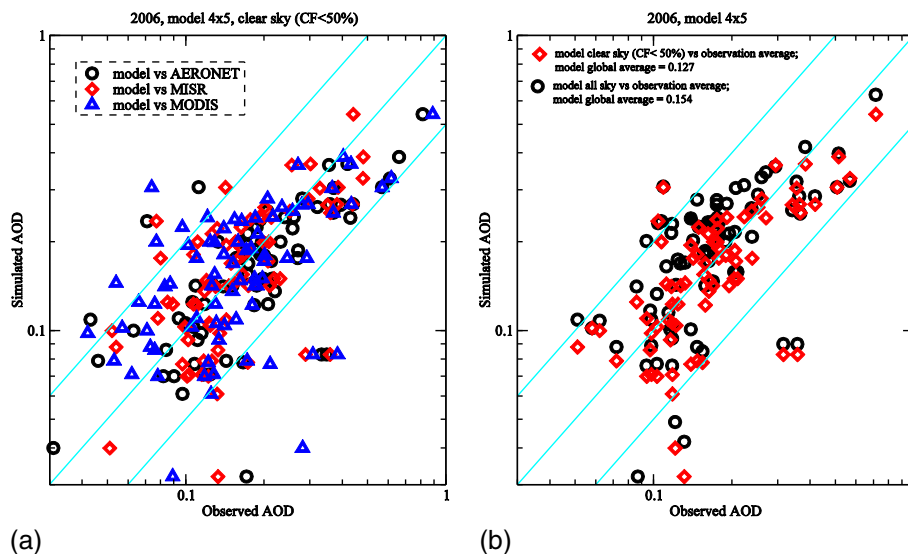 2006, model 4x5, clear sky (CF<50%)
1
model vs AERONET
model vs MISR
model vs MODIS
Simulated AOD
0.1
0.1
1
Observed AOD
(a)
2006, model 4x5
1
model clear sky (CF< 50%) vs observation average;
model global average = 0.127
model all sky vs observation average;
model global average = 0.154
Simulated AOD
0.1
0.1
1
Observed AOD
(b)